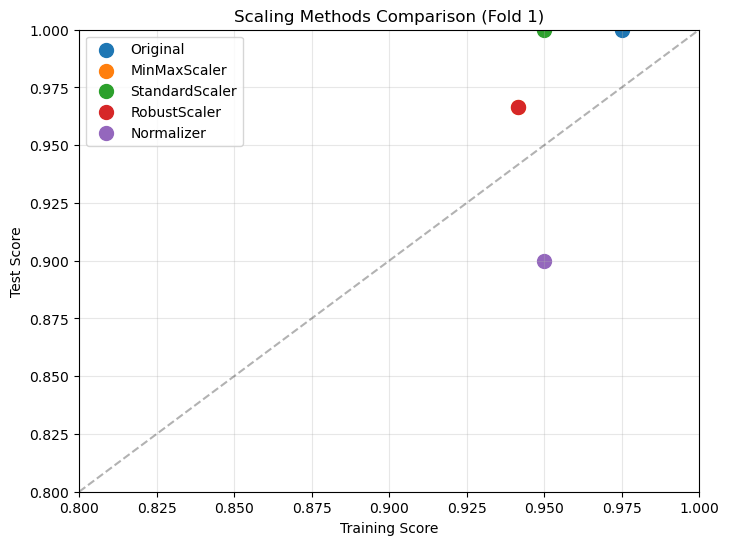 Scaling Methods Comparison (Fold 1)
Original
MinMaxScaler
StandardScaler
RobustScaler
Normalizer
Test Score
1.000
0.975
0.950
0.925
0.900
0.875
0.850
0.825
0.800
0.800 0.825 0.850 0.875 0.900 0.925 0.950 0.975 1.000
Training Score